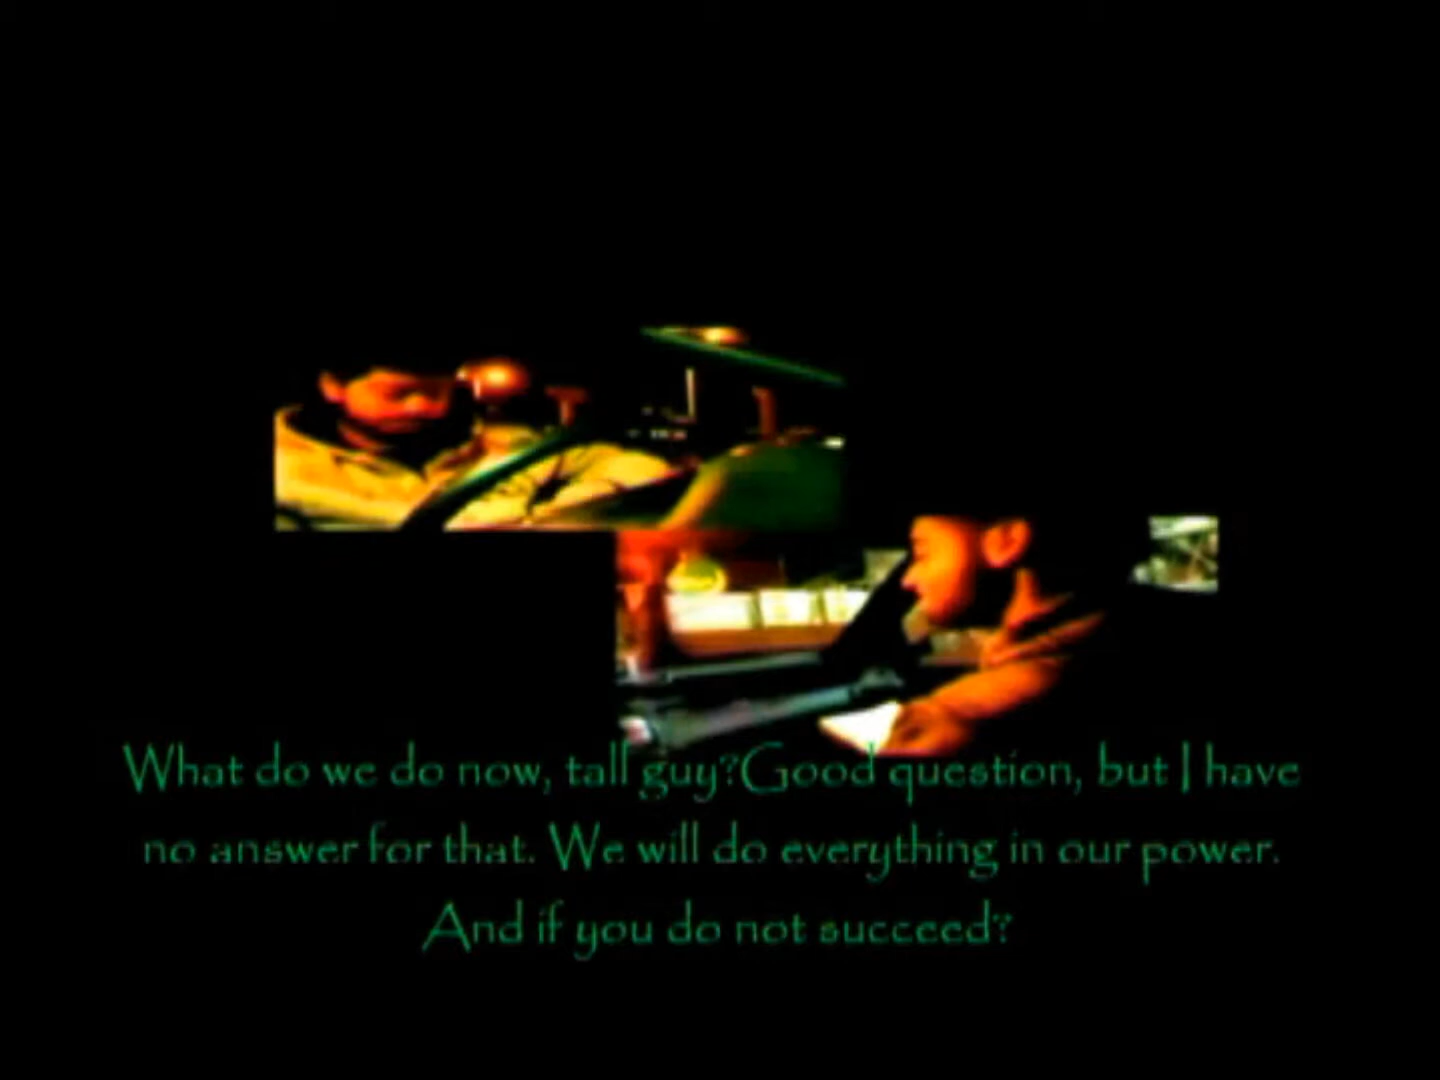 What do we do now, tall guy?Good question, but I have
no answer for that. We will do everything in our power.
And if you do not succeed?